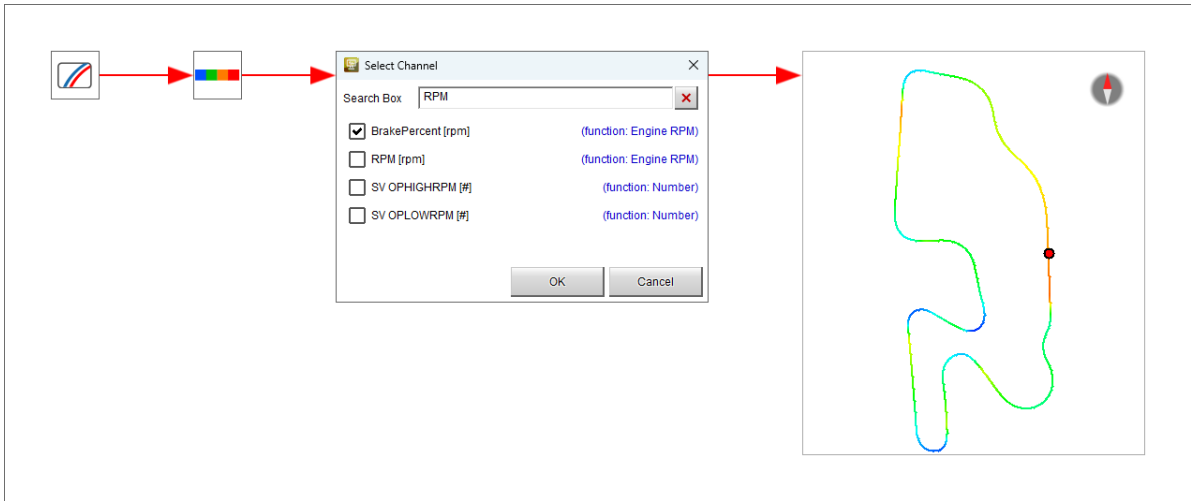 Select Channel
Search Box RPM
BrakePercent [rpm] (function: Engine RPM)
RPM [rpm] (function: Engine RPM)
SV OPHIGHRPM [#] (function: Number)
SV OPLOWRPM [#] (function: Number)
OK Cancel